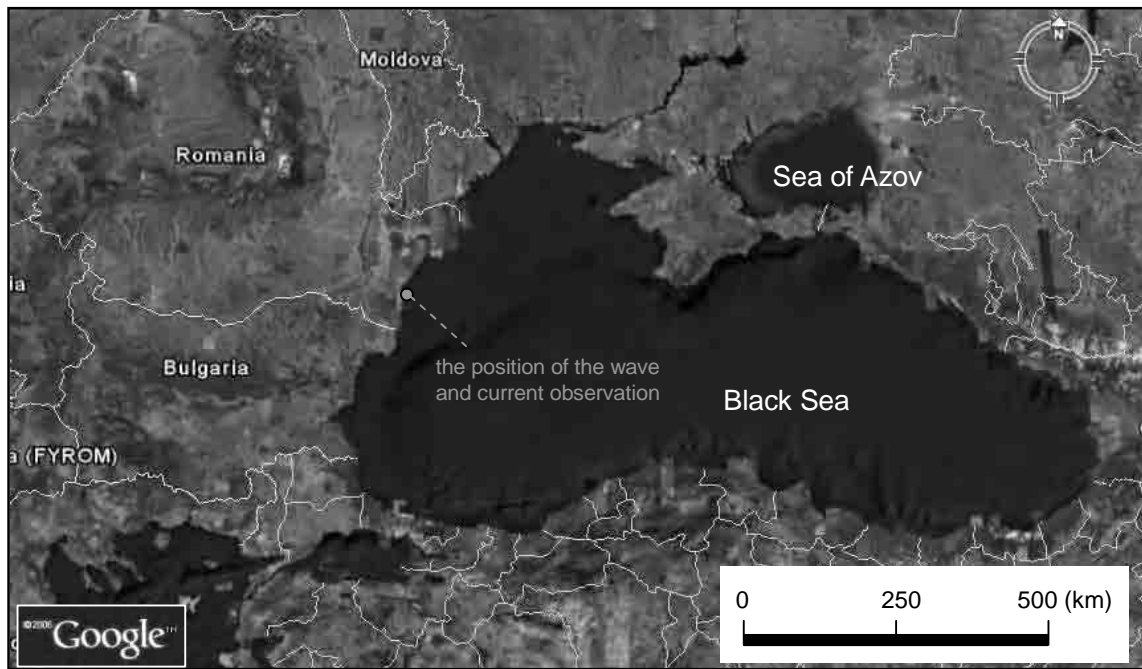 N
Moldova
Romania
Sea of Azov
ia
the position of the wave
and current observation
Bulgaria
Black Sea
a (FYROM)
0 250 500 (km)
©2006 Google TM